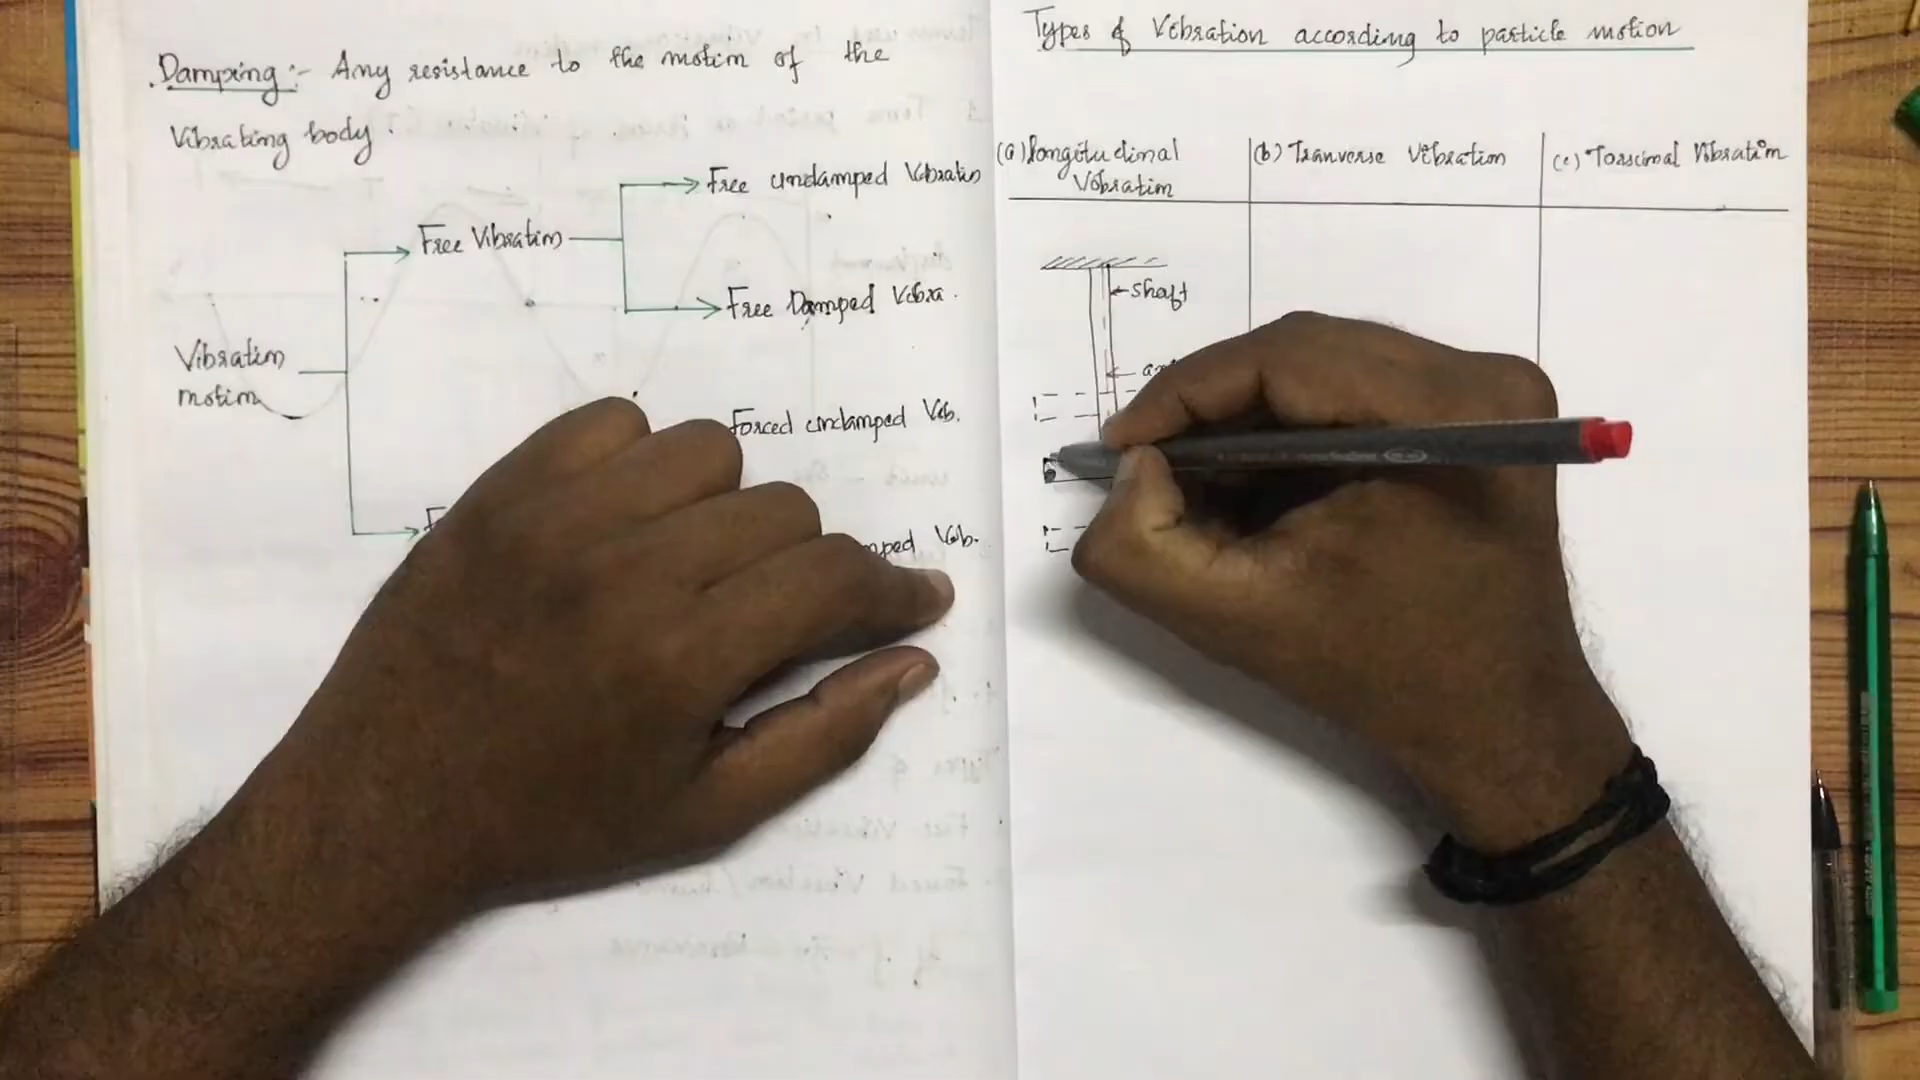 Damping :- Any resistance to the motion of the
Vibrating body.
Vibration
motion
Free Vibration
Free undamped Vibration
Free Damped Vibra.
Forced undamped Vib.
Vib.
Types of Vibration according to particle motion
(a) Longitudinal
Vibration
(b) Tranverse Vibration
(c) Torsional Vibration
shaft